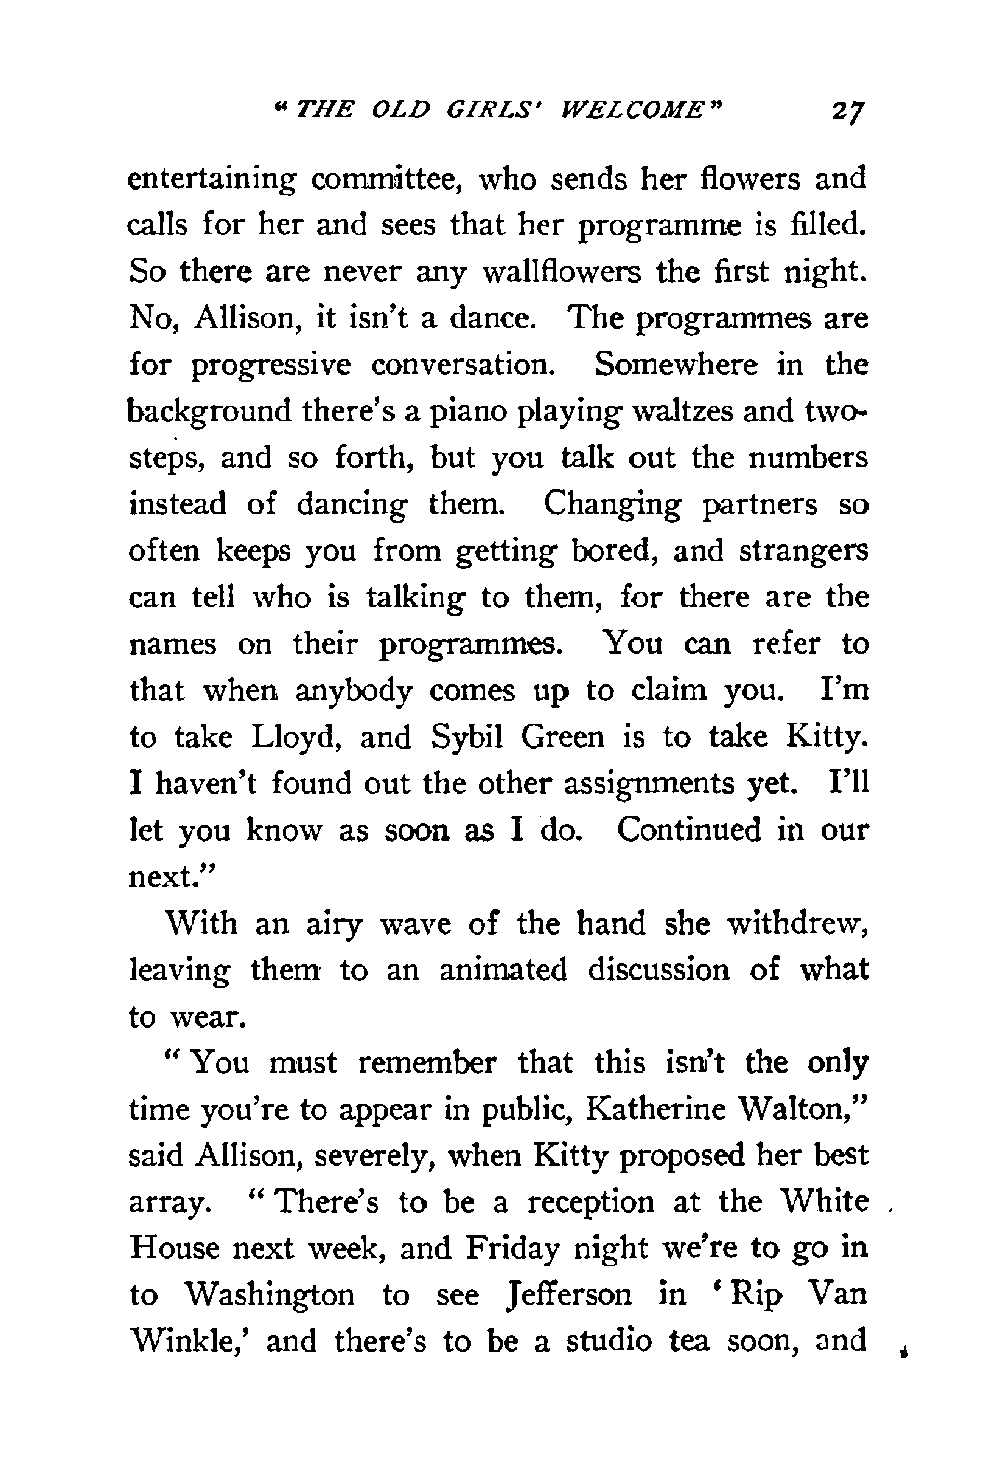 “ THE OLD GIRLS' WELCOME” 27
entertaining committee, who sends her flowers and
calls for her and sees that her programme is filled.
So there are never any wallflowers the first night.
No, Allison, it isn’t a dance. The programmes are
for progressive conversation. Somewhere in the
background there’s a piano playing waltzes and two-
steps, and so forth, but you talk out the numbers
instead of dancing them. Changing partners so
often keeps you from getting bored, and strangers
can tell who is talking to them, for there are the
names on their programmes. You can refer to
that when anybody comes up to claim you. I’m
to take Lloyd, and Sybil Green is to take Kitty.
I haven’t found out the other assignments yet. I’ll
let you know as soon as I do. Continued in our
next.”
With an airy wave of the hand she withdrew,
leaving them to an animated discussion of what
to wear.
“ You must remember that this isn’t the only
time you’re to appear in public, Katherine Walton,”
said Allison, severely, when Kitty proposed her best
array. “ There’s to be a reception at the White
House next week, and Friday night we’re to go in
to Washington to see Jefferson in ‘ Rip Van
Winkle,’ and there’s to be a studio tea soon, and